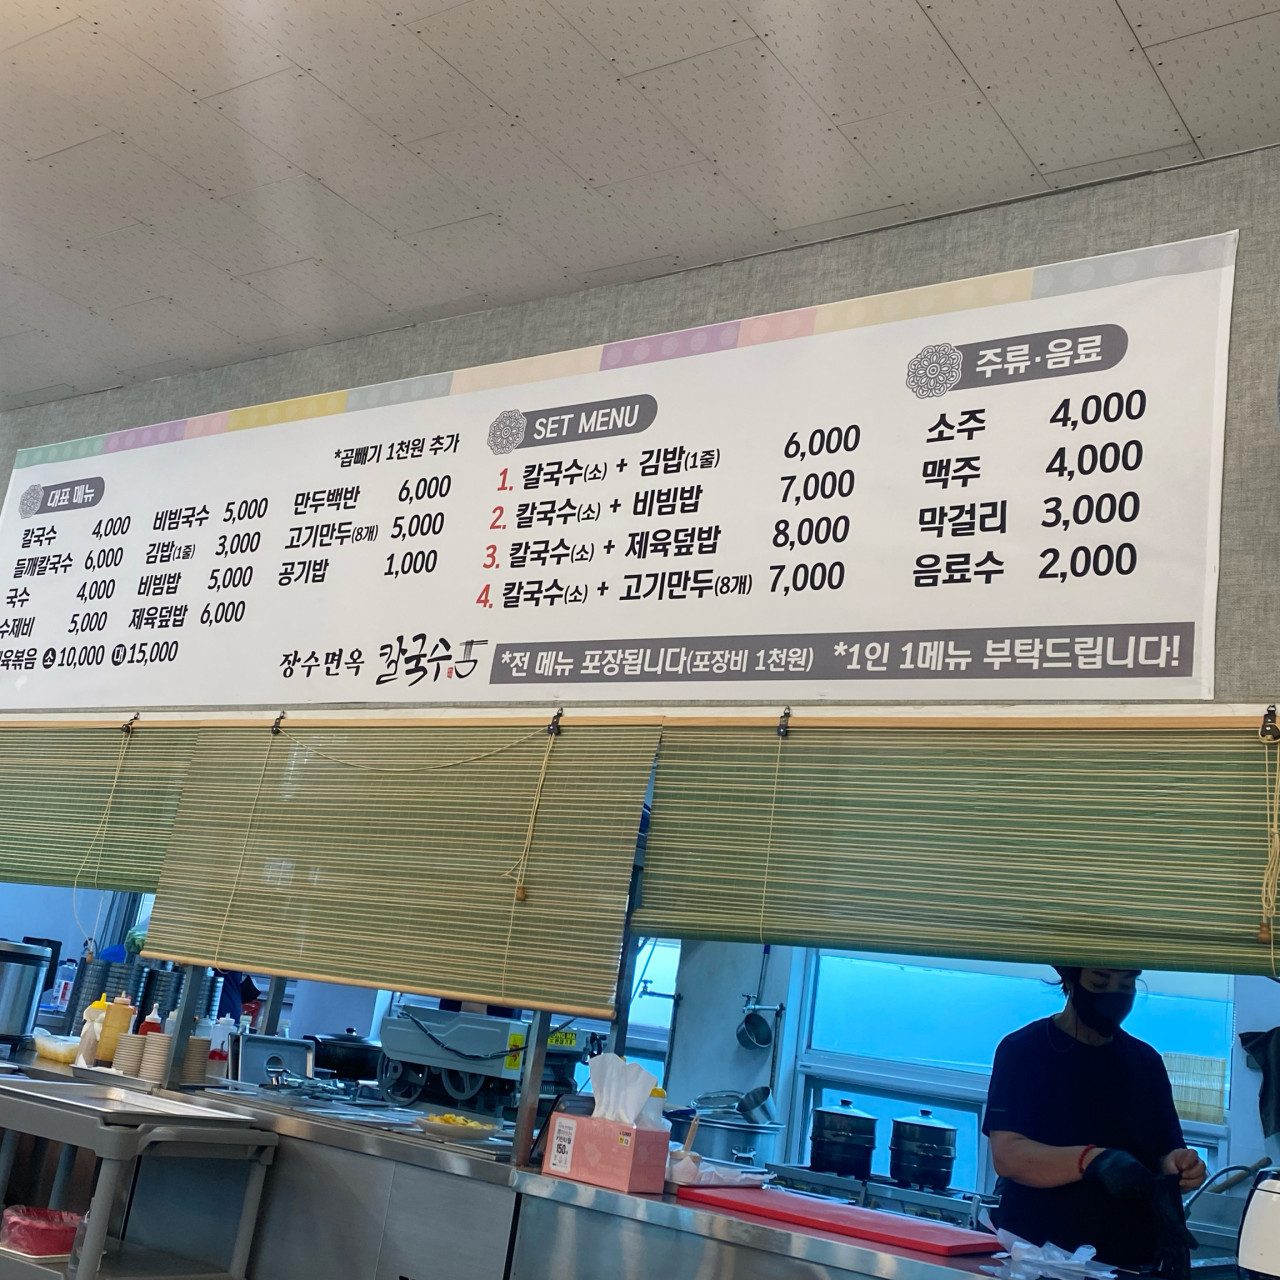 대표 메뉴
칼국수 4,000
들깨칼국수 6,000
국수 4,000
수제비 5,000
육볶음 소 10,000 대 15,000
비빔국수 5,000
김밥(1줄) 3,000
비빔밥 5,000
제육덮밥 6,000
*곱빼기 1천원 추가
만두백반 6,000
고기만두(8개) 5,000
공기밥 1,000
장수면옥 칼국수
SET MENU
1. 칼국수(소) + 김밥(1줄) 6,000
2. 칼국수(소) + 비빔밥 7,000
3. 칼국수(소) + 제육덮밥 8,000
4. 칼국수(소) + 고기만두(8개) 7,000
주류·음료
소주 4,000
맥주 4,000
막걸리 3,000
음료수 2,000
*전 메뉴 포장됩니다(포장비 1천원) *1인 1메뉴 부탁드립니다!
150